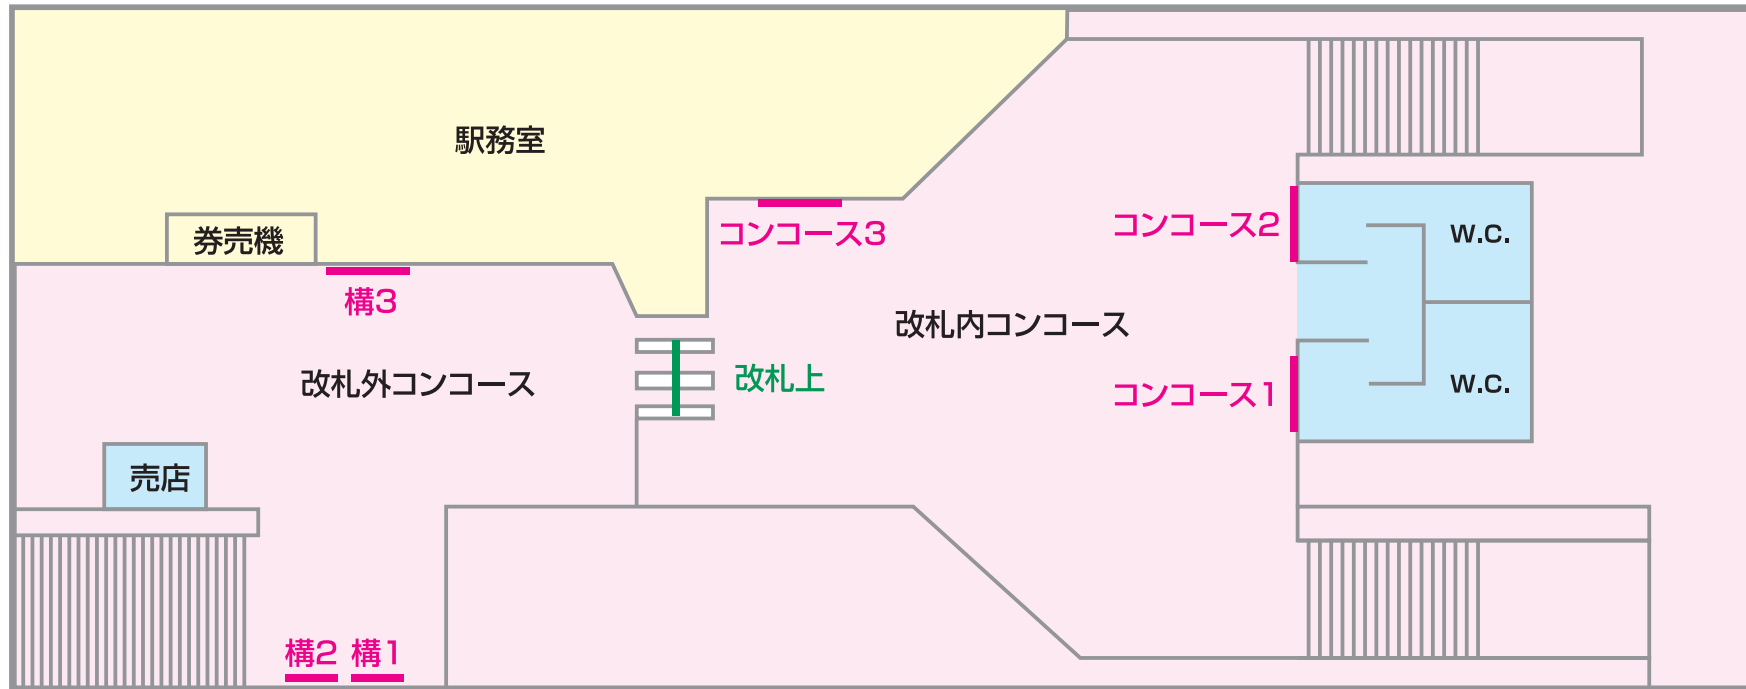 駅務室
券売機
コンコース3
コンコース2
W.C.
構3
改札内コンコース
改札外コンコース
改札上
コンコース1
W.C.
売店
構2
構1